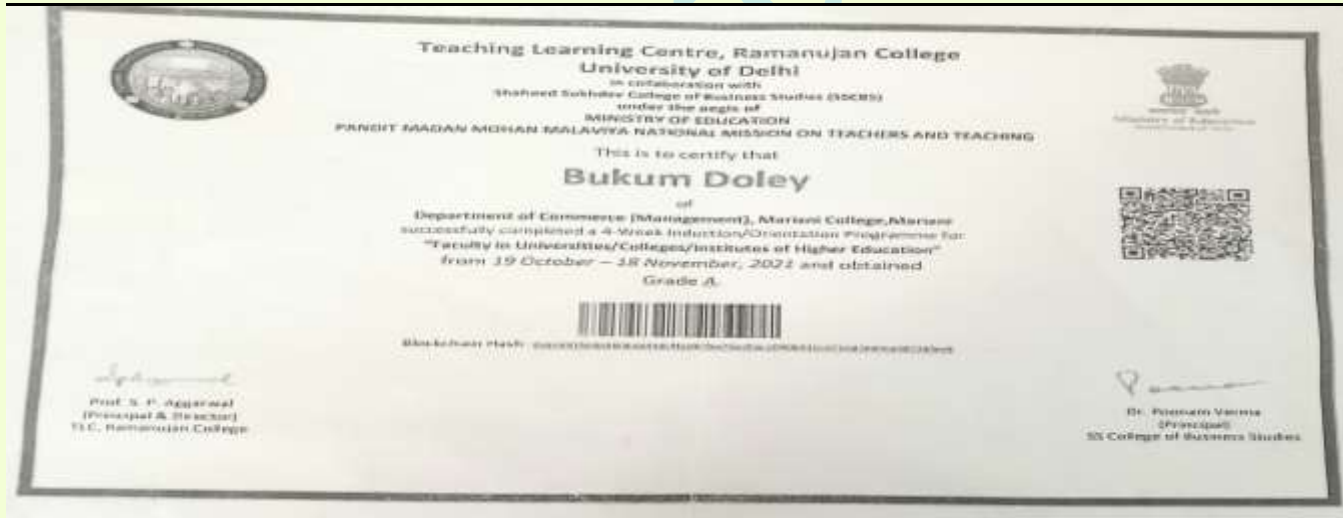 Teaching Learning Centre, Ramanujan College
University of Delhi
in collaboration with
Shaheed Sukhdev College of Business Studies (SSCBS)
under the aegis of
MINISTRY OF EDUCATION
PANDIT MADAN MOHAN MALAVIYA NATIONAL MISSION ON TEACHERS AND TEACHING
Ministry of Education
This is to certify that
Bukum Doley
of
Department of Commerce (Management), Mariani College,Mariani
successfully completed a 4-Week Induction/Orientation Programme for
"Faculty in Universities/Colleges/Institutes of Higher Education"
from 19 October – 18 November, 2021 and obtained
Grade A
Blockchain Hash
Prof. S. P. Aggarwal
(Principal & Director)
TLC, Ramanujan College
Dr. Poonam Verma
(Principal)
SS College of Business Studies